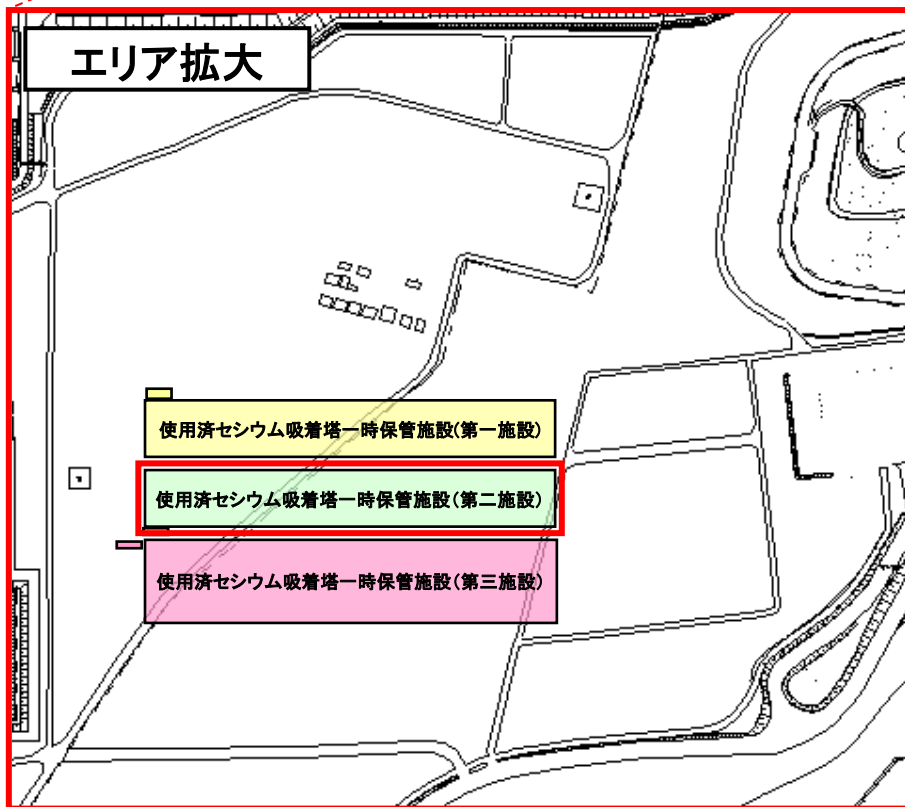 エリア拡大
使用済セシウム吸着塔一時保管施設(第一施設)
使用済セシウム吸着塔一時保管施設(第二施設)
使用済セシウム吸着塔一時保管施設(第三施設)